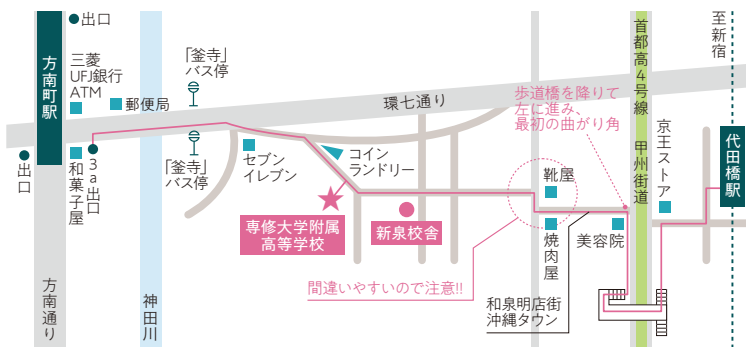 出口
方南町駅
三菱
UFJ銀行
ATM
郵便局
「釜寺」
バス停
環七通り
首都高4号線
至新宿
歩道橋を降りて
左に進み、
最初の曲がり角
甲州街道
京王ストア
代田橋駅
出口
和菓子屋
3a出口
「釜寺」
バス停
セブン
イレブン
コイン
ランドリー
靴屋
専修大学附属
高等学校
新泉校舎
焼肉屋
美容院
間違いやすいので注意!!
和泉明店街
沖縄タウン
方南通り
神田川